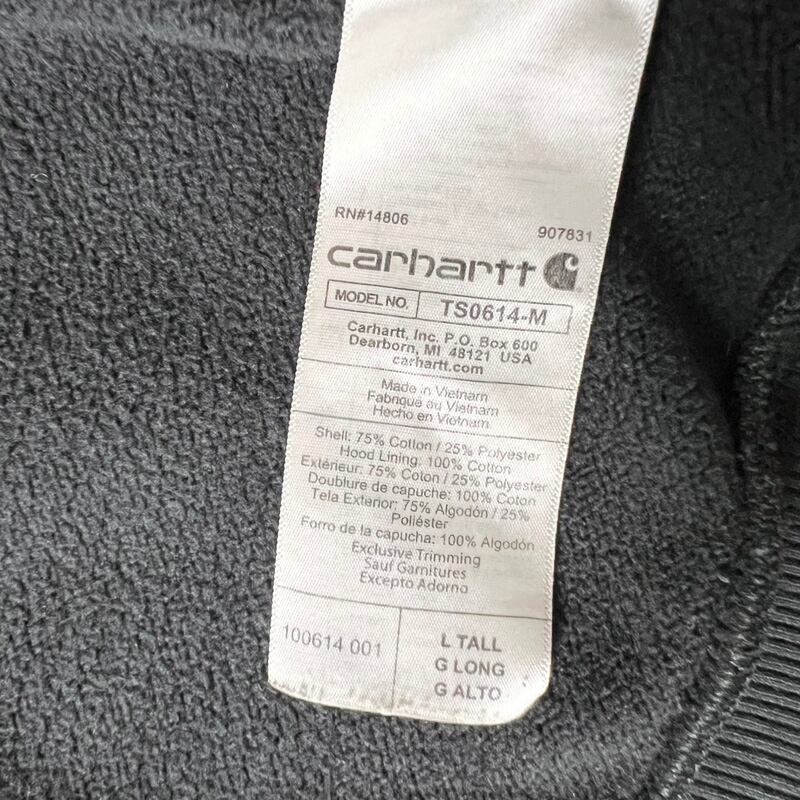 RN#14806
907831
carhartt
MODEL NO. TS0614-M
Carhartt, Inc. P.O. Box 600
Dearborn, MI 48121 USA
carhartt.com
Made in Vietnam
Fabriqué au Vietnam
Hecho en Vietnam
Shell: 75% Cotton / 25% Polyester
Hood Lining: 100% Cotton
Extérieur: 75% Coton / 25% Polyester
Doublure de capuche: 100% Coton
Tela Exterior: 75% Algodón / 25%
Poliéster
Forro de la capucha: 100% Algodón
Exclusive Trimming
Sauf Garnitures
Excepto Adorno
100614 001
L TALL
G LONG
G ALTO